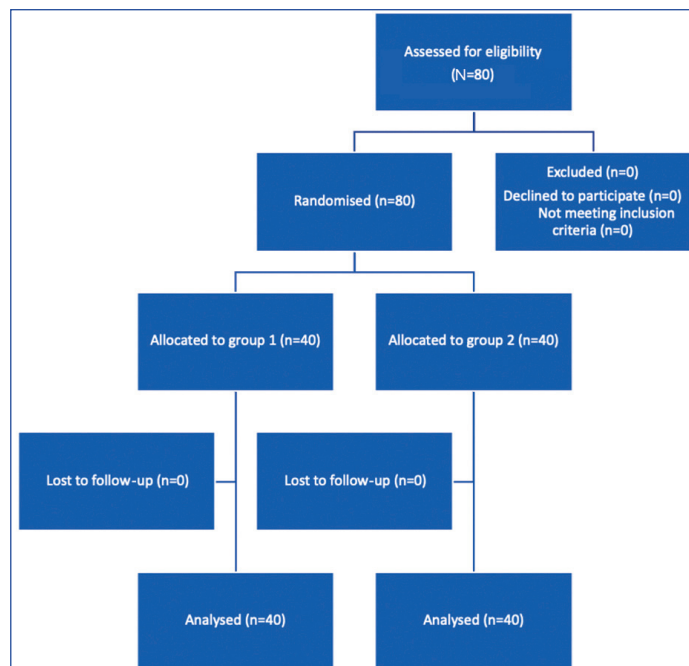 Assessed for eligibility
(N=80)
Excluded (n=0)
Declined to participate (n=0)
Not meeting inclusion
criteria (n=0)
Randomised (n=80)
Allocated to group 1 (n=40)
Allocated to group 2 (n=40)
Lost to follow-up (n=0)
Lost to follow-up (n=0)
Analysed (n=40)
Analysed (n=40)